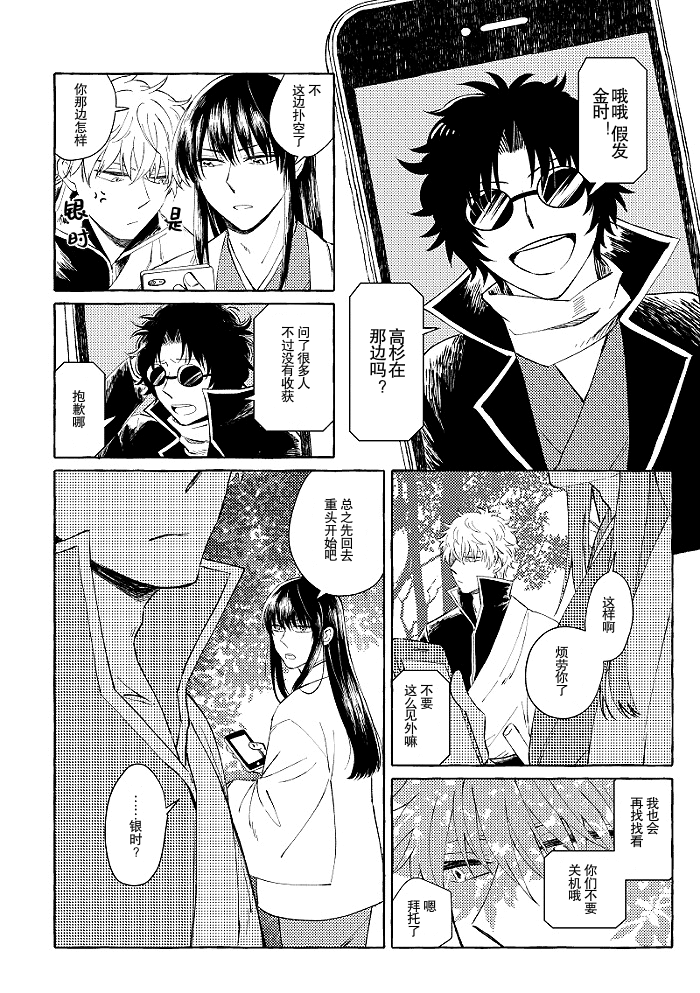 哦哦 假发
金时！
高杉在
那边吗？
不
这边扑空了
你那边怎样
是
银时
问了很多人
不过没有收获
抱歉哪
这样啊
烦劳你了
不要
这么见外嘛
我也会
再找找看
你们不要
关机哦
嗯
拜托了
总之先回去
重头开始吧
……银时？